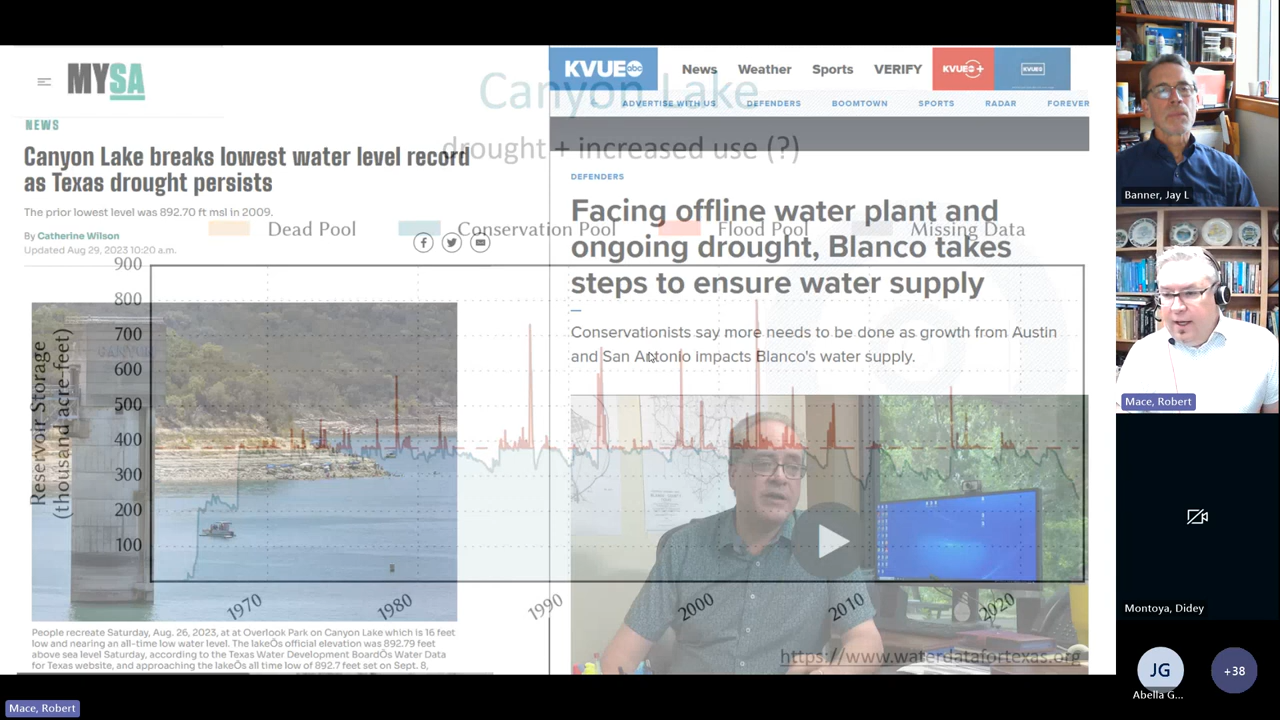 MYSA
NEWS
Canyon Lake breaks lowest water level record
as Texas drought persists
The prior lowest level was 892.70 ft msl in 2009.
By Catherine Wilson
Updated Aug 29, 2023 10:20 a.m.
People recreate Saturday, Aug. 26, 2023, at at Overlook Park on Canyon Lake which is 16 feet
low and nearing an all-time low water level. The lakeÕs official elevation was 892.79 feet
above sea level Saturday, according to the Texas Water Development BoardÕs Water Data
for Texas website, and approaching the lakeÕs all time low of 892.7 feet set on Sept. 8,
Canyon Lake
drought + increased use (?)
Dead Pool
Conservation Pool
Flood Pool
Missing Data
Reservoir Storage
(thousand acre-feet)
900
800
700
600
500
400
300
200
100
1970
1980
1990
2000
2010
2020
https://www.waterdatafortexas.org
KVUE abc
News
Weather
Sports
VERIFY
KVUE+
KVUE
ADVERTISE WITH US
DEFENDERS
BOOMTOWN
SPORTS
RADAR
FOREVER
DEFENDERS
Facing offline water plant and
ongoing drought, Blanco takes
steps to ensure water supply
Conservationists say more needs to be done as growth from Austin
and San Antonio impacts Blanco's water supply.
Banner, Jay L
Mace, Robert
Montoya, Didey
JG
Abella G...
+38
Mace, Robert